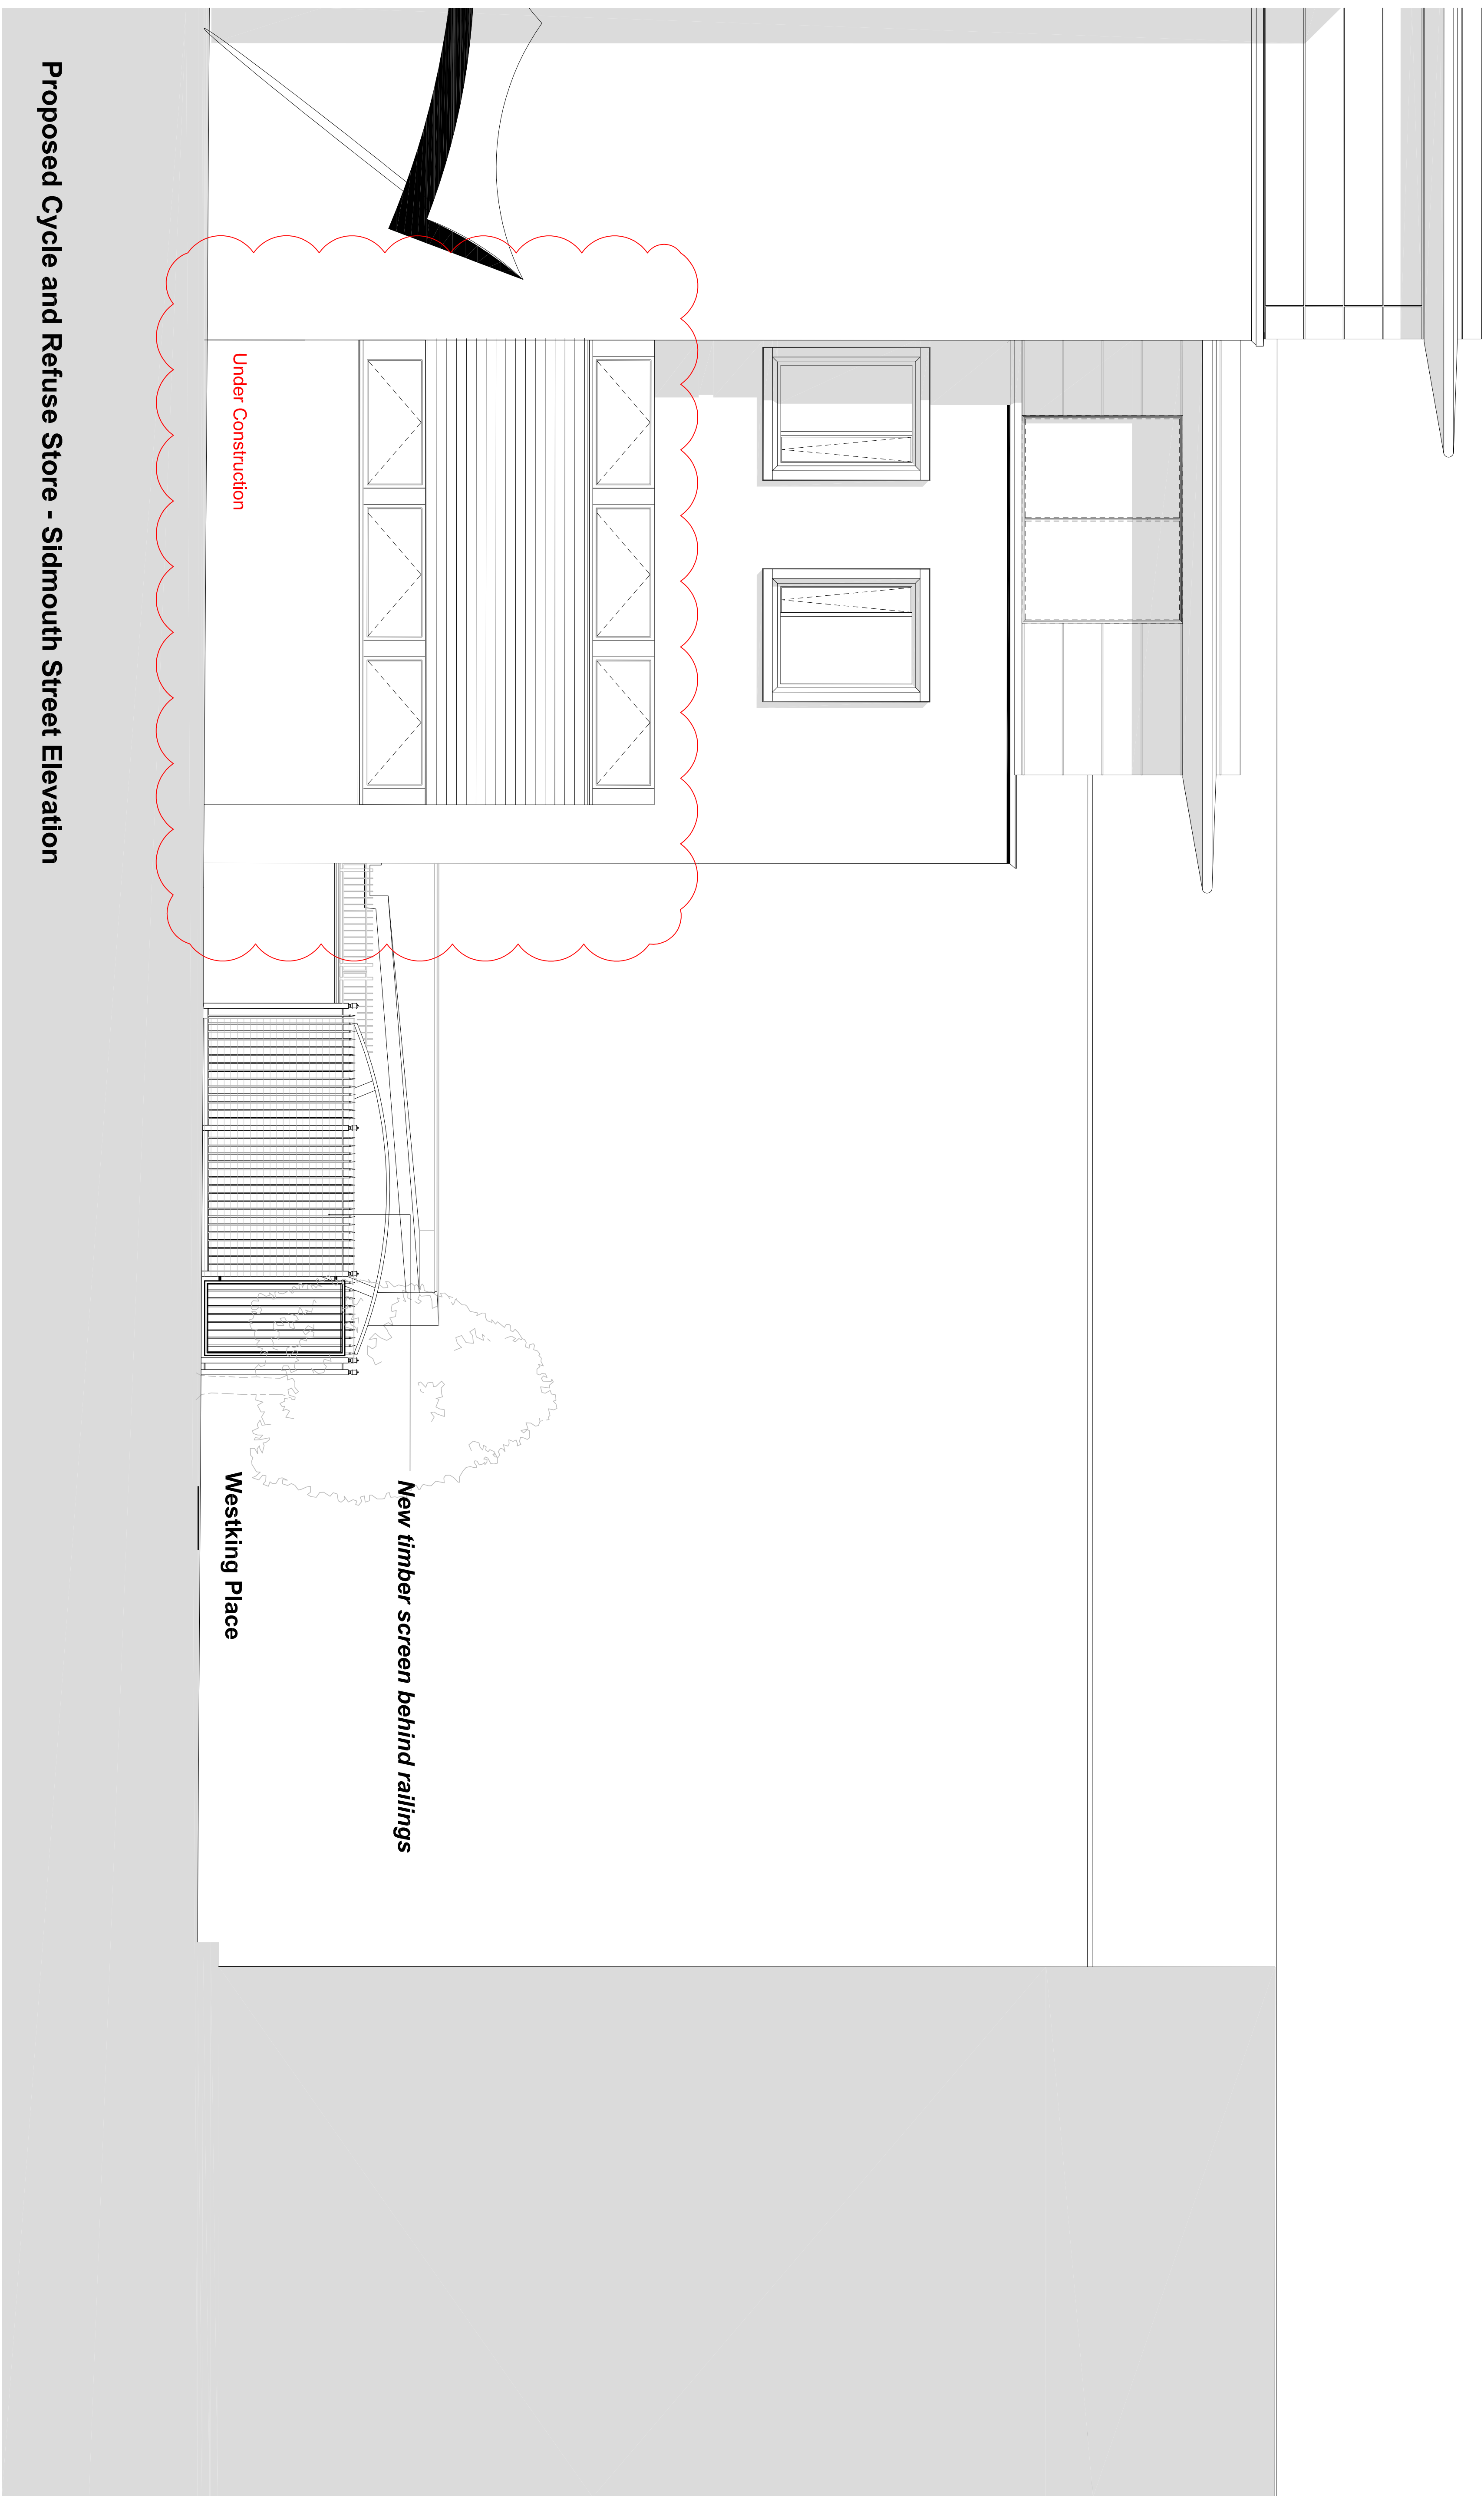 New timber screen behind railings
Under Construction
Westking Place
Proposed Cycle and Refuse Store - Sidmouth Street Elevation